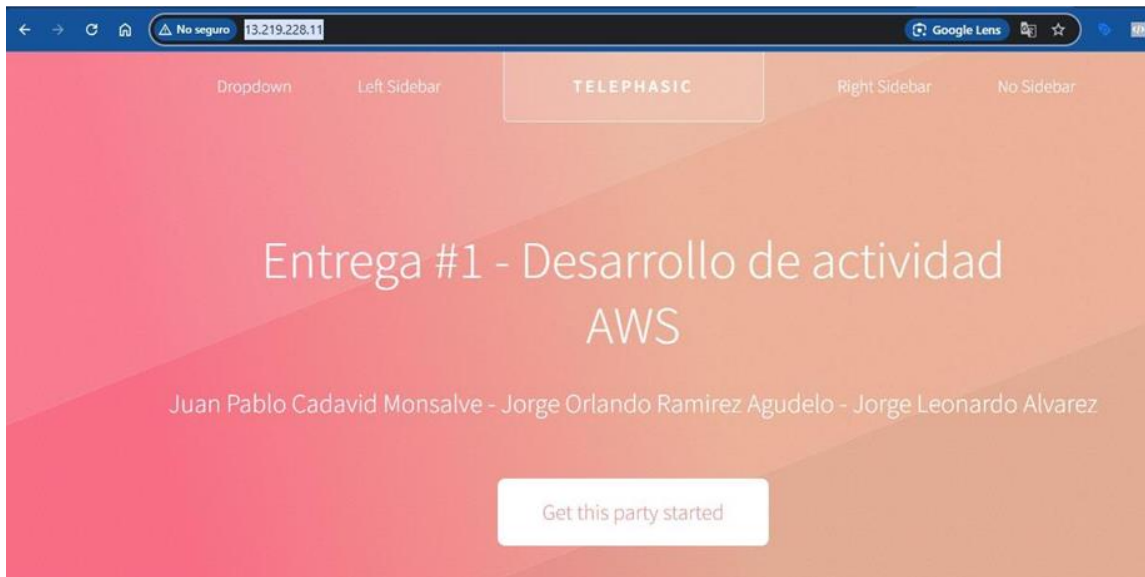 No seguro 13.219.228.11 Google Lens
Dropdown Left Sidebar TELEPHASIC Right Sidebar No Sidebar
Entrega #1 - Desarrollo de actividad
AWS
Juan Pablo Cadavid Monsalve - Jorge Orlando Ramirez Agudelo - Jorge Leonardo Alvarez
Get this party started